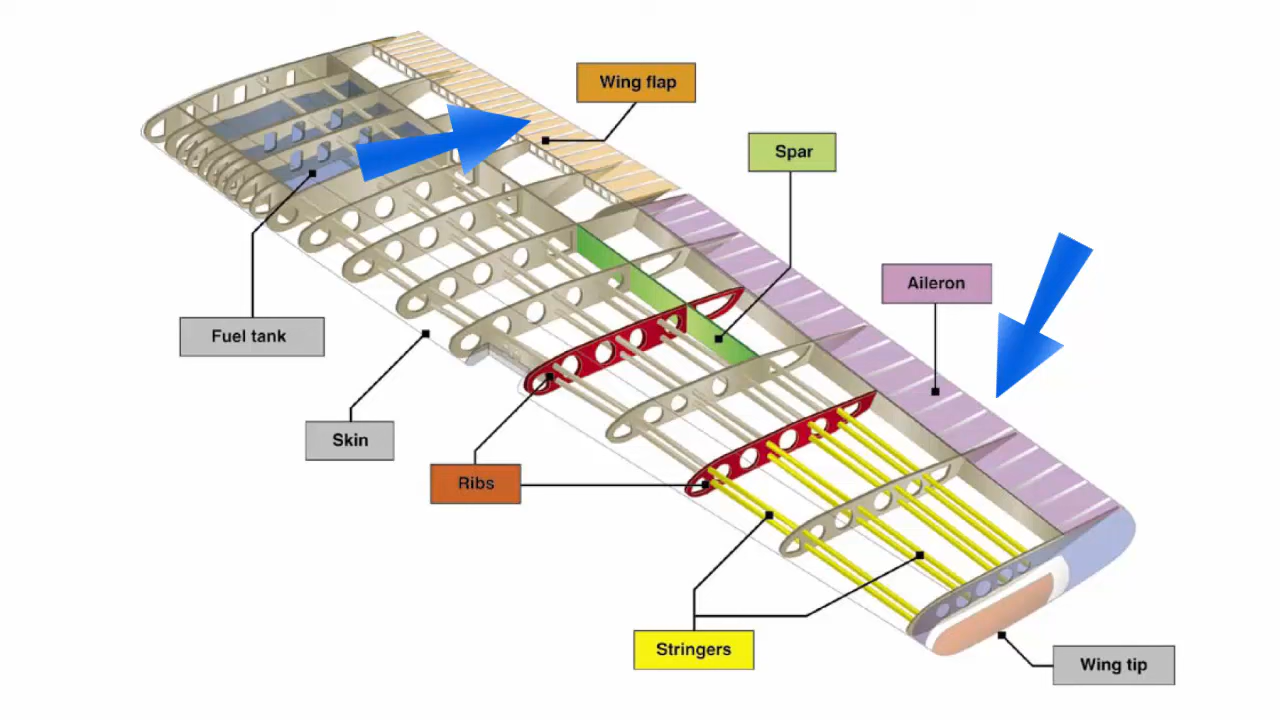 Wing flap
Spar
Aileron
Fuel tank
Skin
Ribs
Stringers
Wing tip